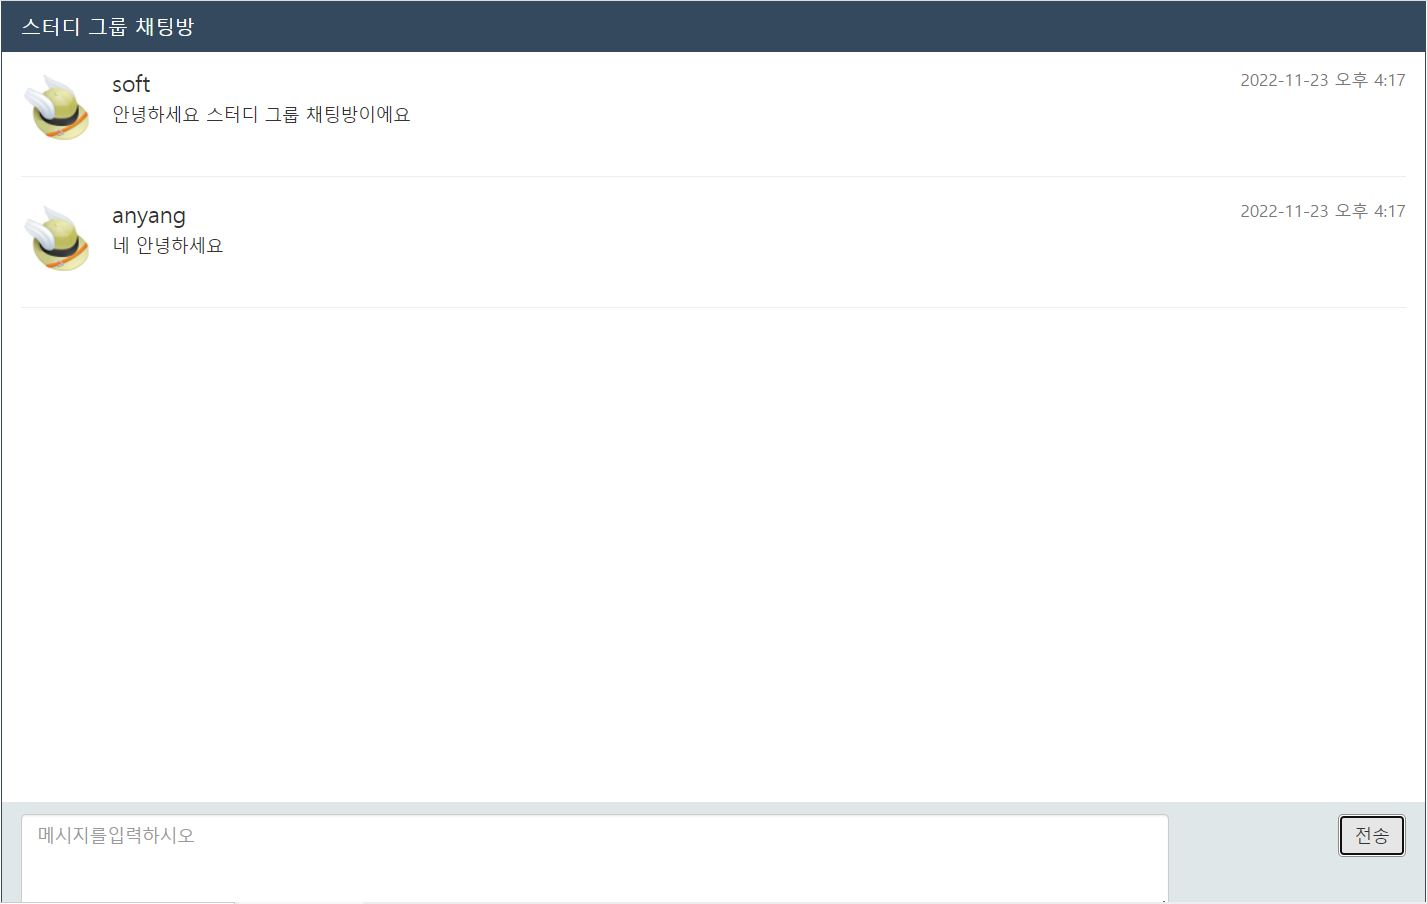 스터디 그룹 채팅방
soft
2022-11-23 오후 4:17
안녕하세요 스터디 그룹 채팅방이에요
anyang
2022-11-23 오후 4:17
네 안녕하세요
메시지를입력하시오
전송